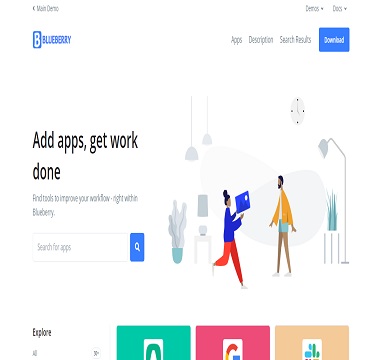 Main Demo
Demos
Docs
BLUEBERRY
Apps
Description
Search Results
Download
Add apps, get work
done
Find tools to improve your workflow - right within
Blueberry.
Search for apps
Explore
All
50+